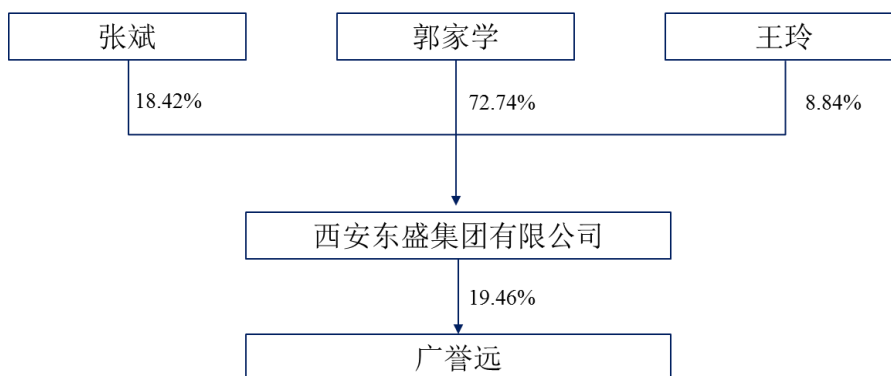 张斌
郭家学
王玲
18.42%
72.74%
8.84%
西安东盛集团有限公司
19.46%
广誉远